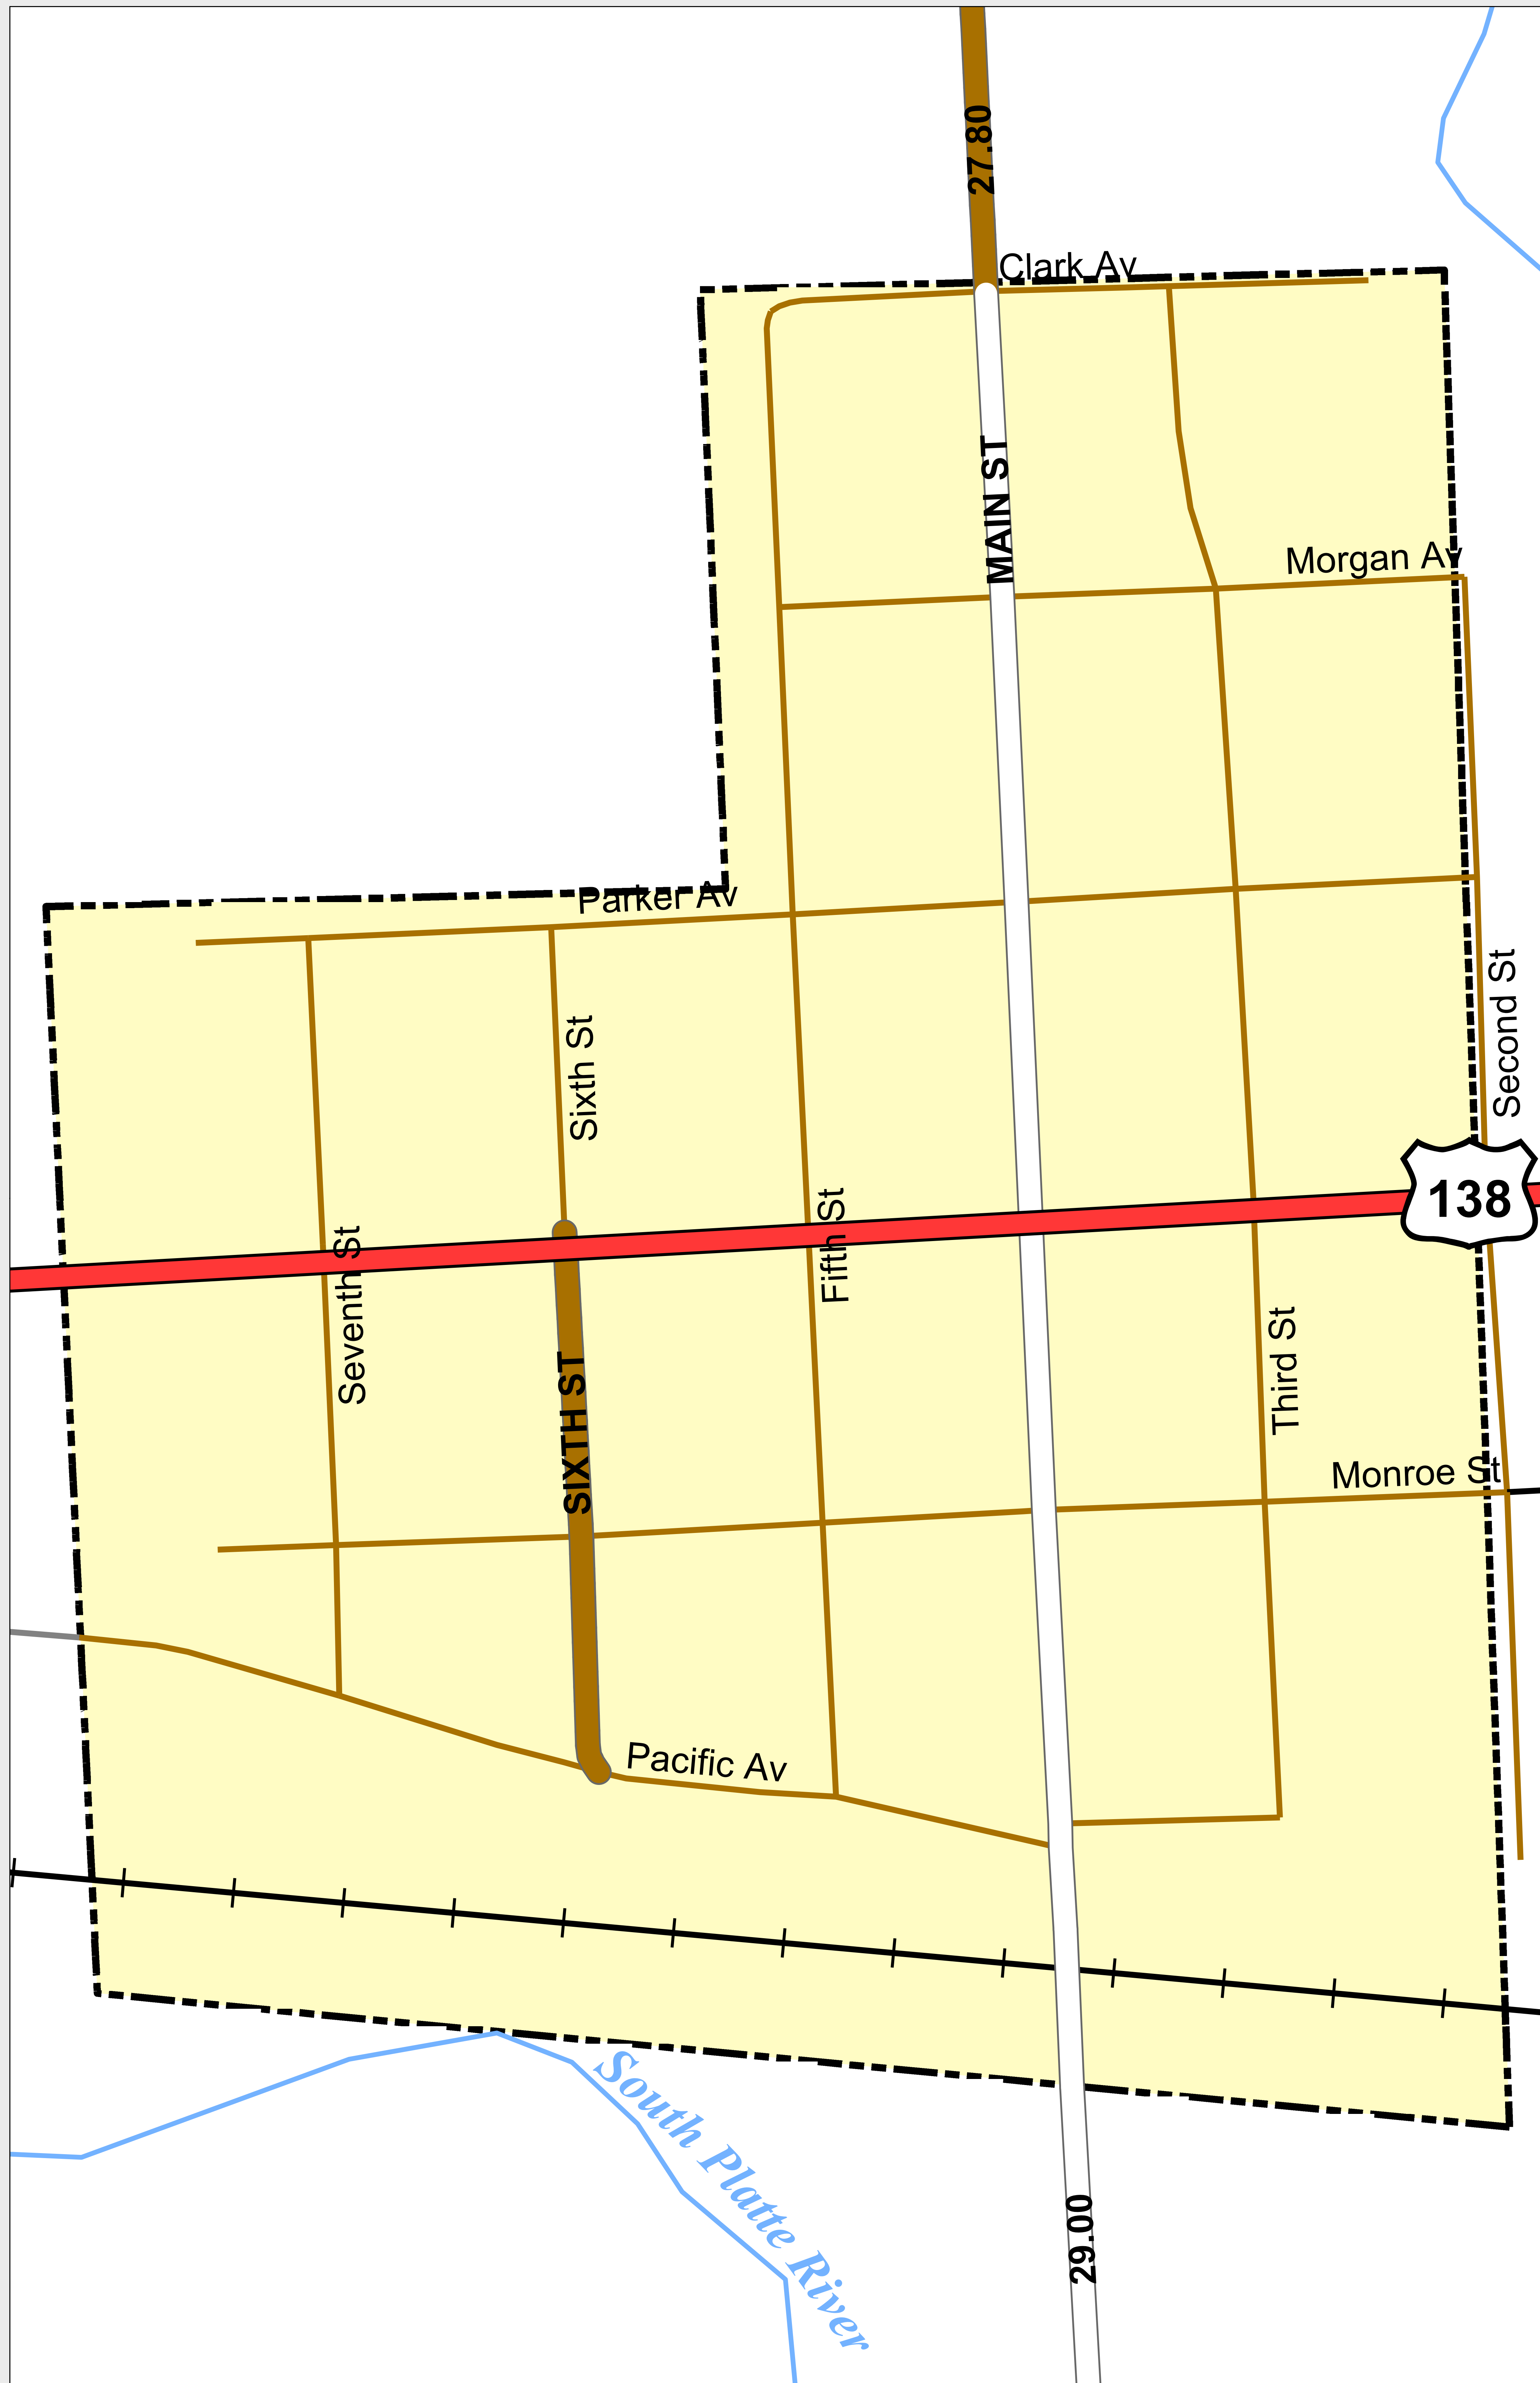 27.80
Clark Av
MAIN ST
Morgan Av
Parker Av
Second St
Sixth St
138
Fifth St
Seventh St
Third St
SIXTH ST
Monroe St
Pacific Av
South Platte River
29.00